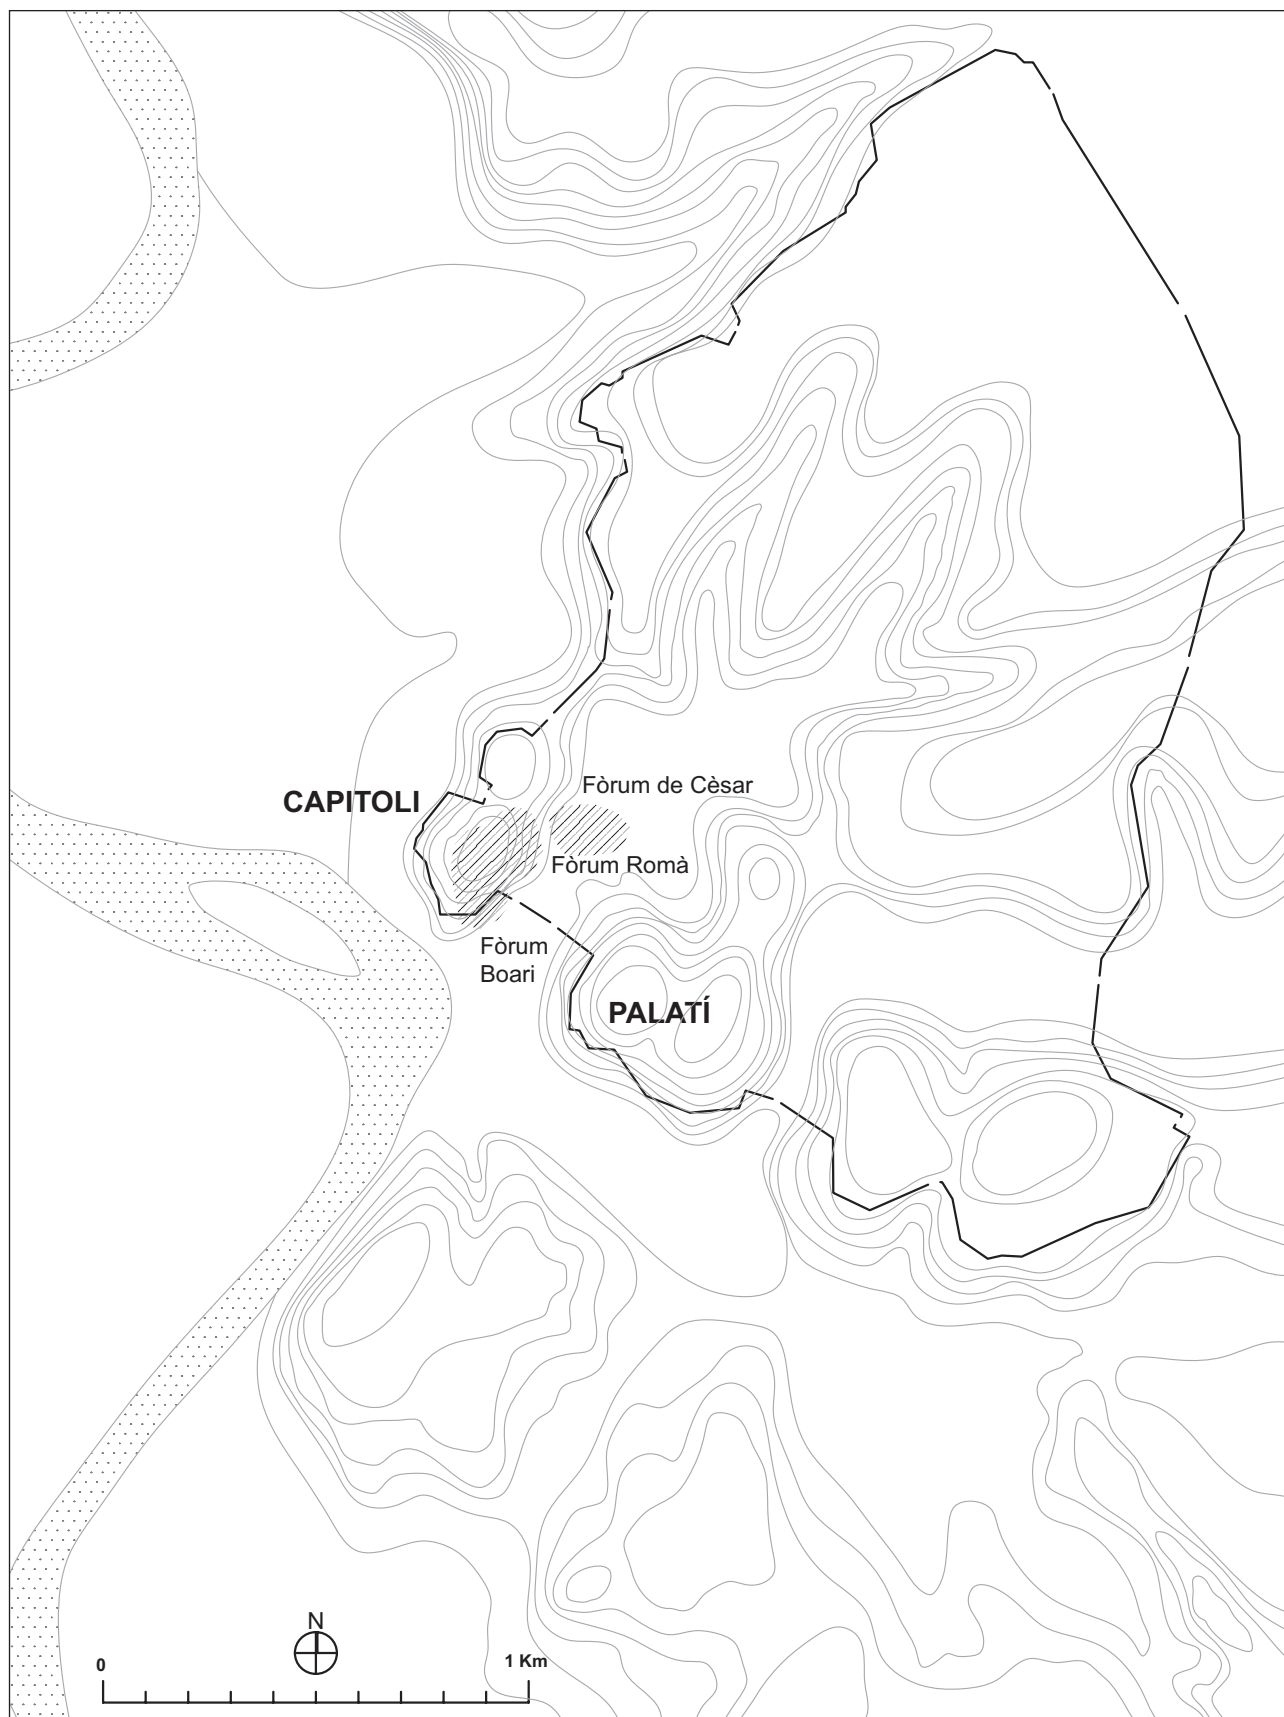 Fòrum de Cèsar
CAPITOLI
Fòrum Romà
Fòrum
Boari
PALATÍ
N
0
1 Km